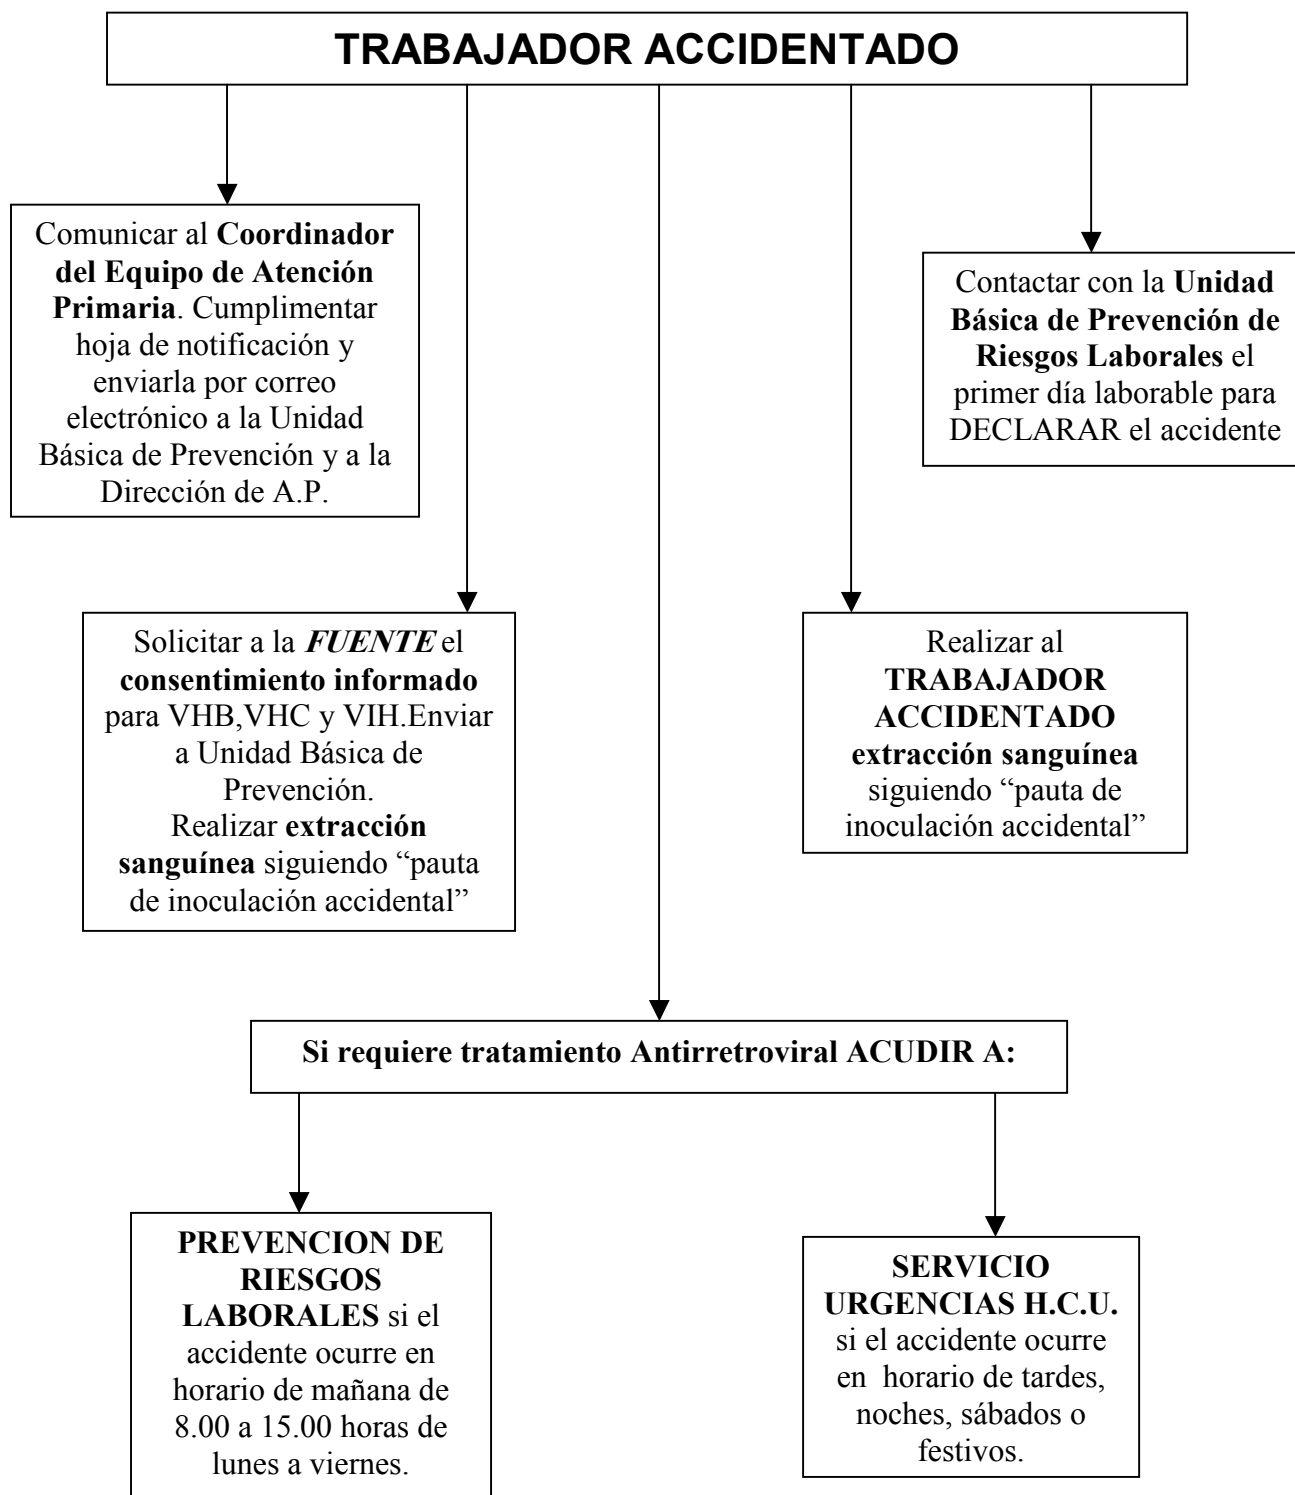 TRABAJADOR ACCIDENTADO
Comunicar al Coordinador
del Equipo de Atención
Primaria. Cumplimentar
hoja de notificación y
enviarla por correo
electrónico a la Unidad
Básica de Prevención y a la
Dirección de A.P.
Contactar con la Unidad
Básica de Prevención de
Riesgos Laborales el
primer día laborable para
DECLARAR el accidente
Solicitar a la FUENTE el
consentimiento informado
para VHB,VHC y VIH.Enviar
a Unidad Básica de
Prevención.
Realizar extracción
sanguínea siguiendo “pauta
de inoculación accidental”
Realizar al
TRABAJADOR
ACCIDENTADO
extracción sanguínea
siguiendo “pauta de
inoculación accidental”
Si requiere tratamiento Antirretroviral ACUDIR A:
PREVENCION DE
RIESGOS
LABORALES si el
accidente ocurre en
horario de mañana de
8.00 a 15.00 horas de
lunes a viernes.
SERVICIO
URGENCIAS H.C.U.
si el accidente ocurre
en horario de tardes,
noches, sábados o
festivos.